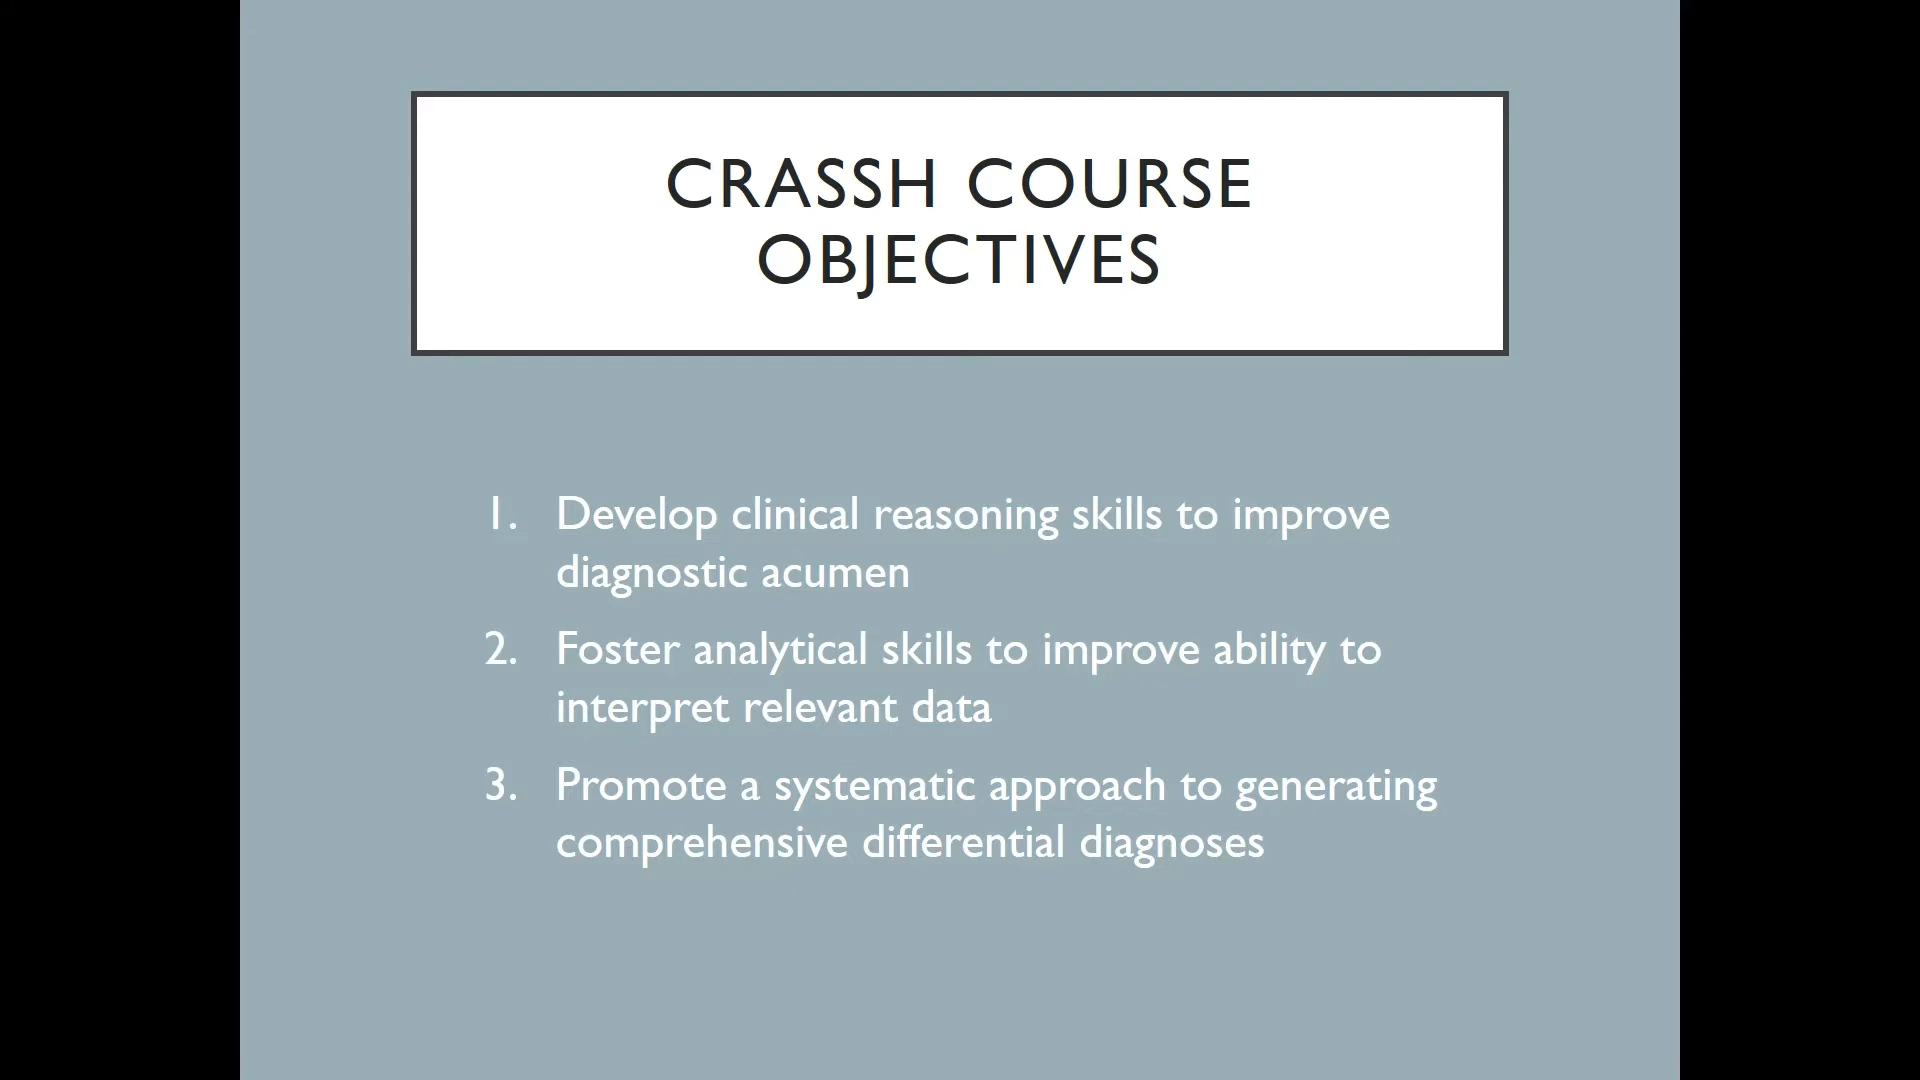 CRASSH COURSE
OBJECTIVES
1. Develop clinical reasoning skills to improve
diagnostic acumen
2. Foster analytical skills to improve ability to
interpret relevant data
3. Promote a systematic approach to generating
comprehensive differential diagnoses